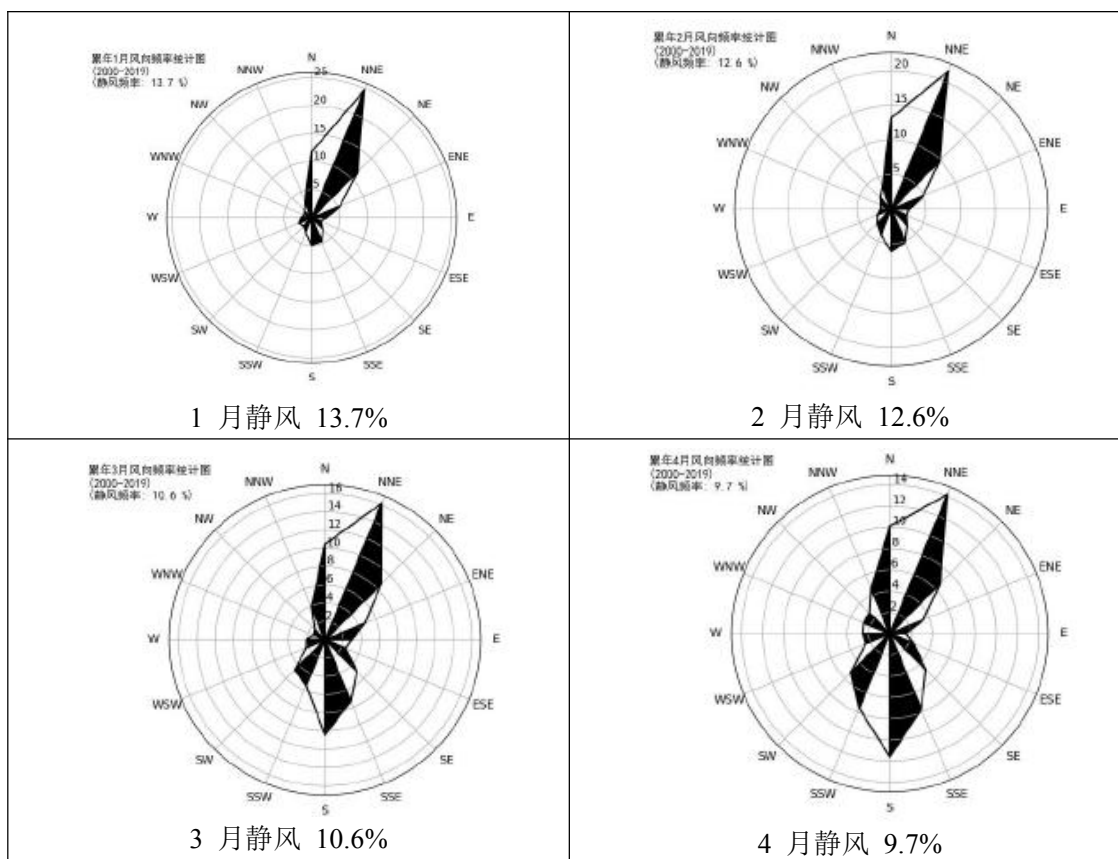 累年1月风向频率统计图
(2000-2019)
(静风频率: 13.7 %)
N
NNE
NE
ENE
E
ESE
SE
SSE
S
SSW
SW
WSW
W
WNW
NW
NNW
25
20
15
10
5
1 月静风 13.7%
累年2月风向频率统计图
(2000-2019)
(静风频率: 12.6 %)
N
NNE
NE
ENE
E
ESE
SE
SSE
S
SSW
SW
WSW
W
WNW
NW
NNW
20
15
10
5
2 月静风 12.6%
累年3月风向频率统计图
(2000-2019)
(静风频率: 10.6 %)
N
NNE
NE
ENE
E
ESE
SE
SSE
S
SSW
SW
WSW
W
WNW
NW
NNW
16
14
12
10
8
6
4
2
3 月静风 10.6%
累年4月风向频率统计图
(2000-2019)
(静风频率: 9.7 %)
N
NNE
NE
ENE
E
ESE
SE
SSE
S
SSW
SW
WSW
W
WNW
NW
NNW
14
12
10
8
6
4
2
4 月静风 9.7%